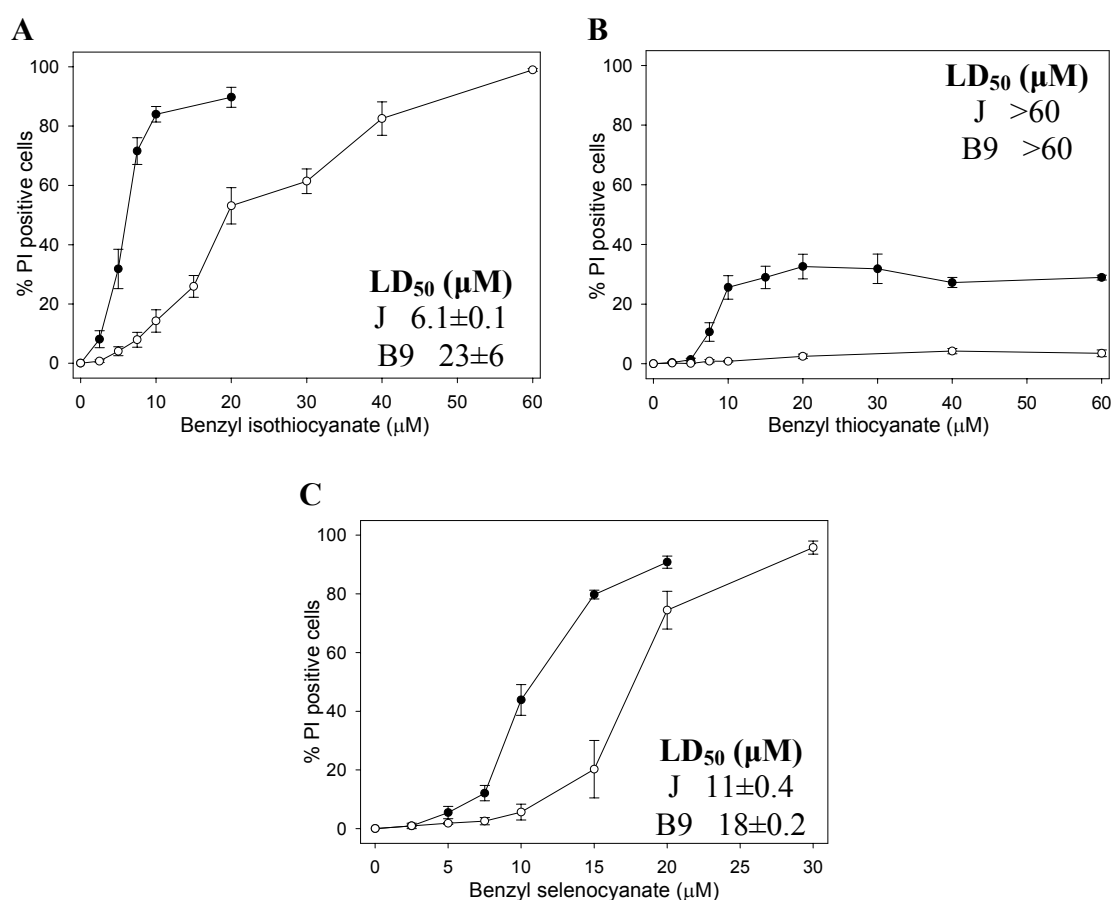 A
% PI positive cells
100
80
60
40
20
0
0 10 20 30 40 50 60
Benzyl isothiocyanate (μM)
LD₅₀ (μM)
J 6.1±0.1
B9 23±6
B
% PI positive cells
100
80
60
40
20
0
0 10 20 30 40 50 60
Benzyl thiocyanate (μM)
LD₅₀ (μM)
J >60
B9 >60
C
% PI positive cells
100
80
60
40
20
0
0 5 10 15 20 25 30
Benzyl selenocyanate (μM)
LD₅₀ (μM)
J 11±0.4
B9 18±0.2